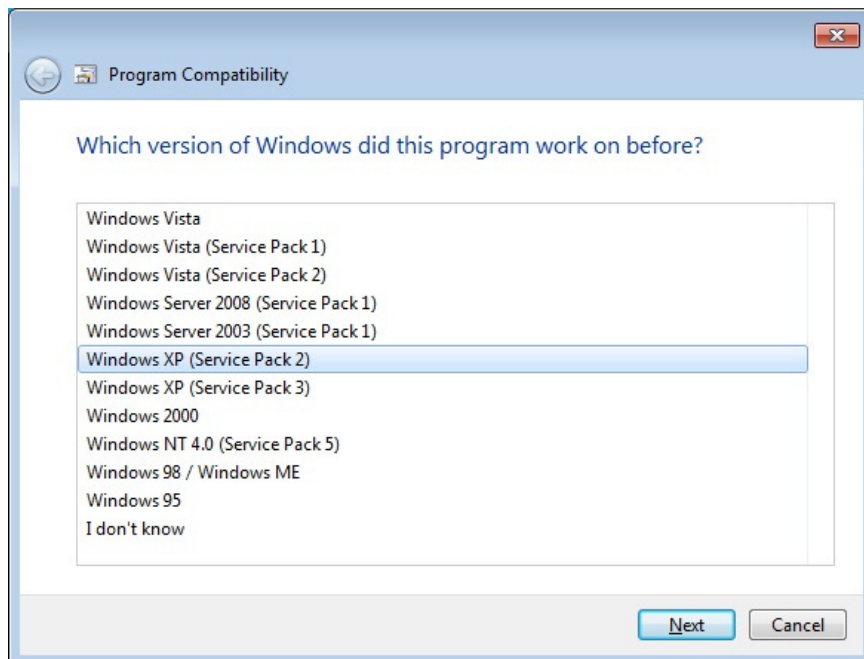 Program Compatibility
Which version of Windows did this program work on before?
Windows Vista
Windows Vista (Service Pack 1)
Windows Vista (Service Pack 2)
Windows Server 2008 (Service Pack 1)
Windows Server 2003 (Service Pack 1)
Windows XP (Service Pack 2)
Windows XP (Service Pack 3)
Windows 2000
Windows NT 4.0 (Service Pack 5)
Windows 98 / Windows ME
Windows 95
I don't know
Next Cancel